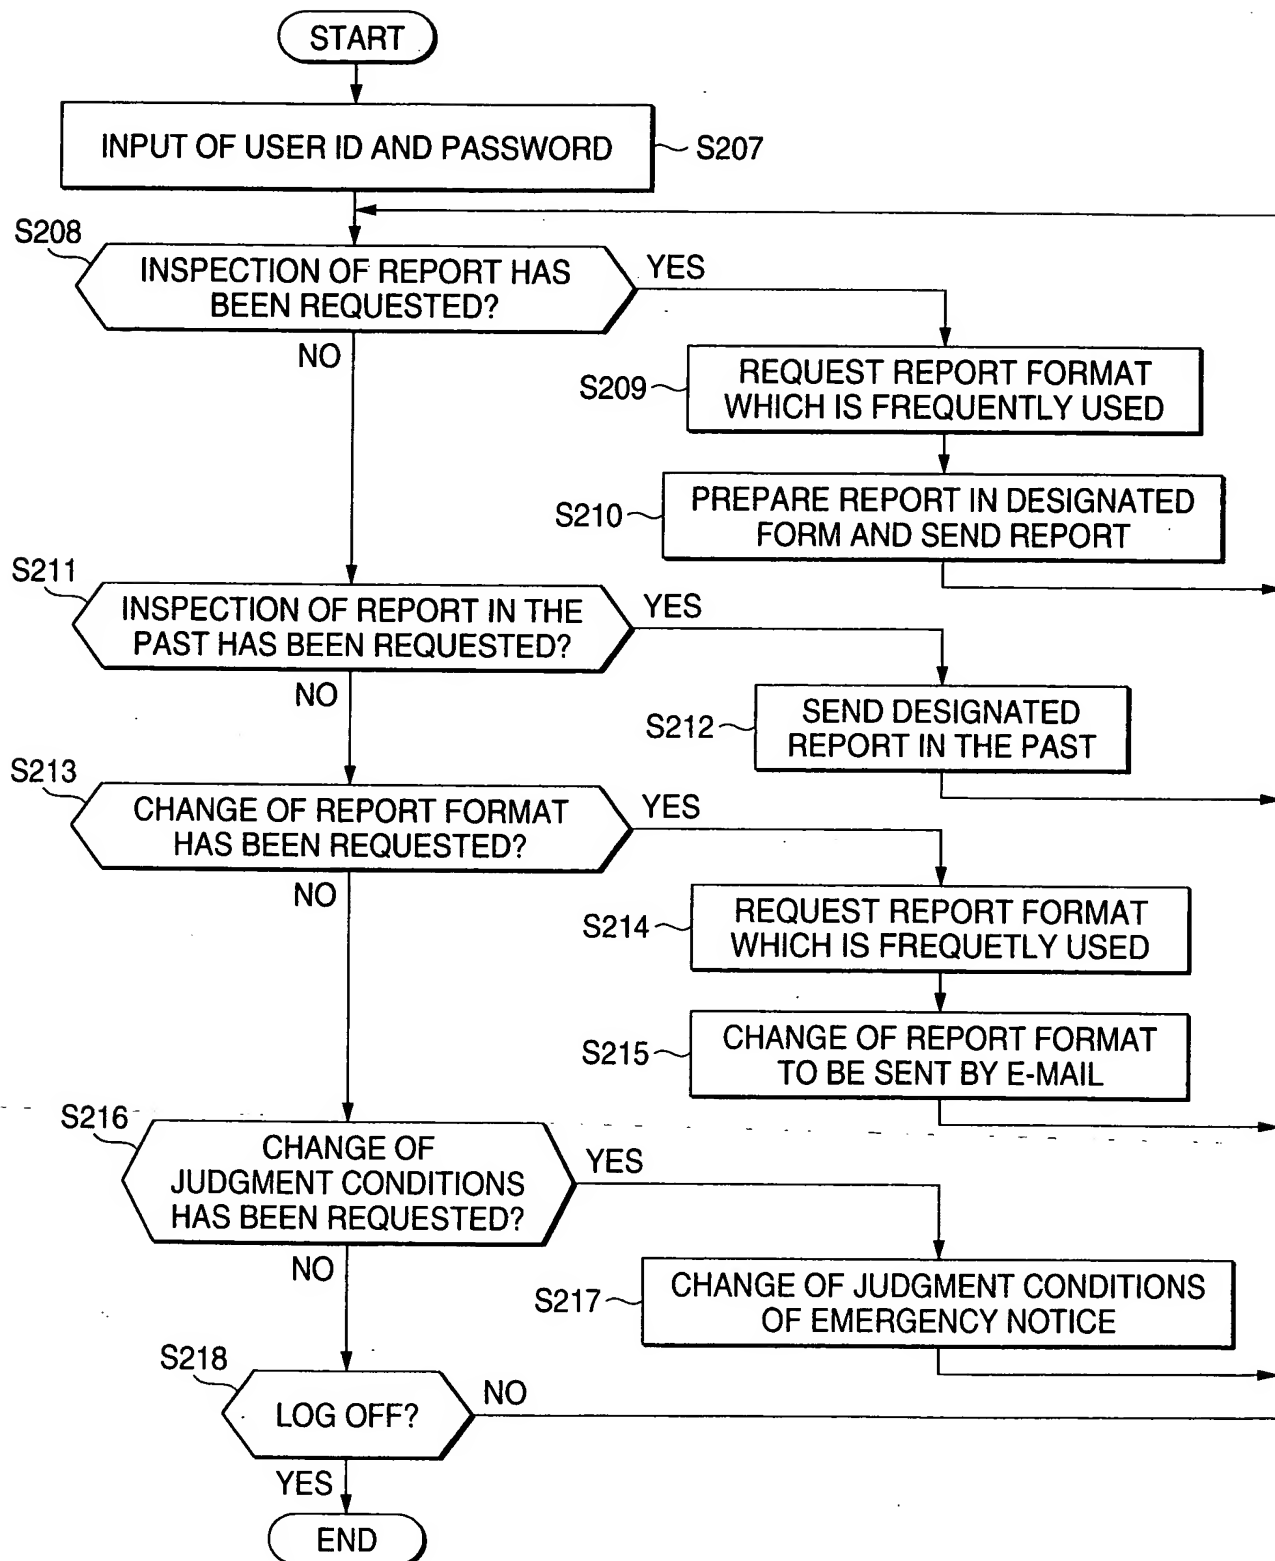 START
INPUT OF USER ID AND PASSWORD
S207
S208
INSPECTION OF REPORT HAS
BEEN REQUESTED?
YES
NO
S209
REQUEST REPORT FORMAT
WHICH IS FREQUENTLY USED
S210
PREPARE REPORT IN DESIGNATED
FORM AND SEND REPORT
S211
INSPECTION OF REPORT IN THE
PAST HAS BEEN REQUESTED?
YES
NO
S212
SEND DESIGNATED
REPORT IN THE PAST
S213
CHANGE OF REPORT FORMAT
HAS BEEN REQUESTED?
YES
NO
S214
REQUEST REPORT FORMAT
WHICH IS FREQUETLY USED
S215
CHANGE OF REPORT FORMAT
TO BE SENT BY E-MAIL
S216
CHANGE OF
JUDGMENT CONDITIONS
HAS BEEN REQUESTED?
YES
NO
S217
CHANGE OF JUDGMENT CONDITIONS
OF EMERGENCY NOTICE
S218
LOG OFF?
NO
YES
END